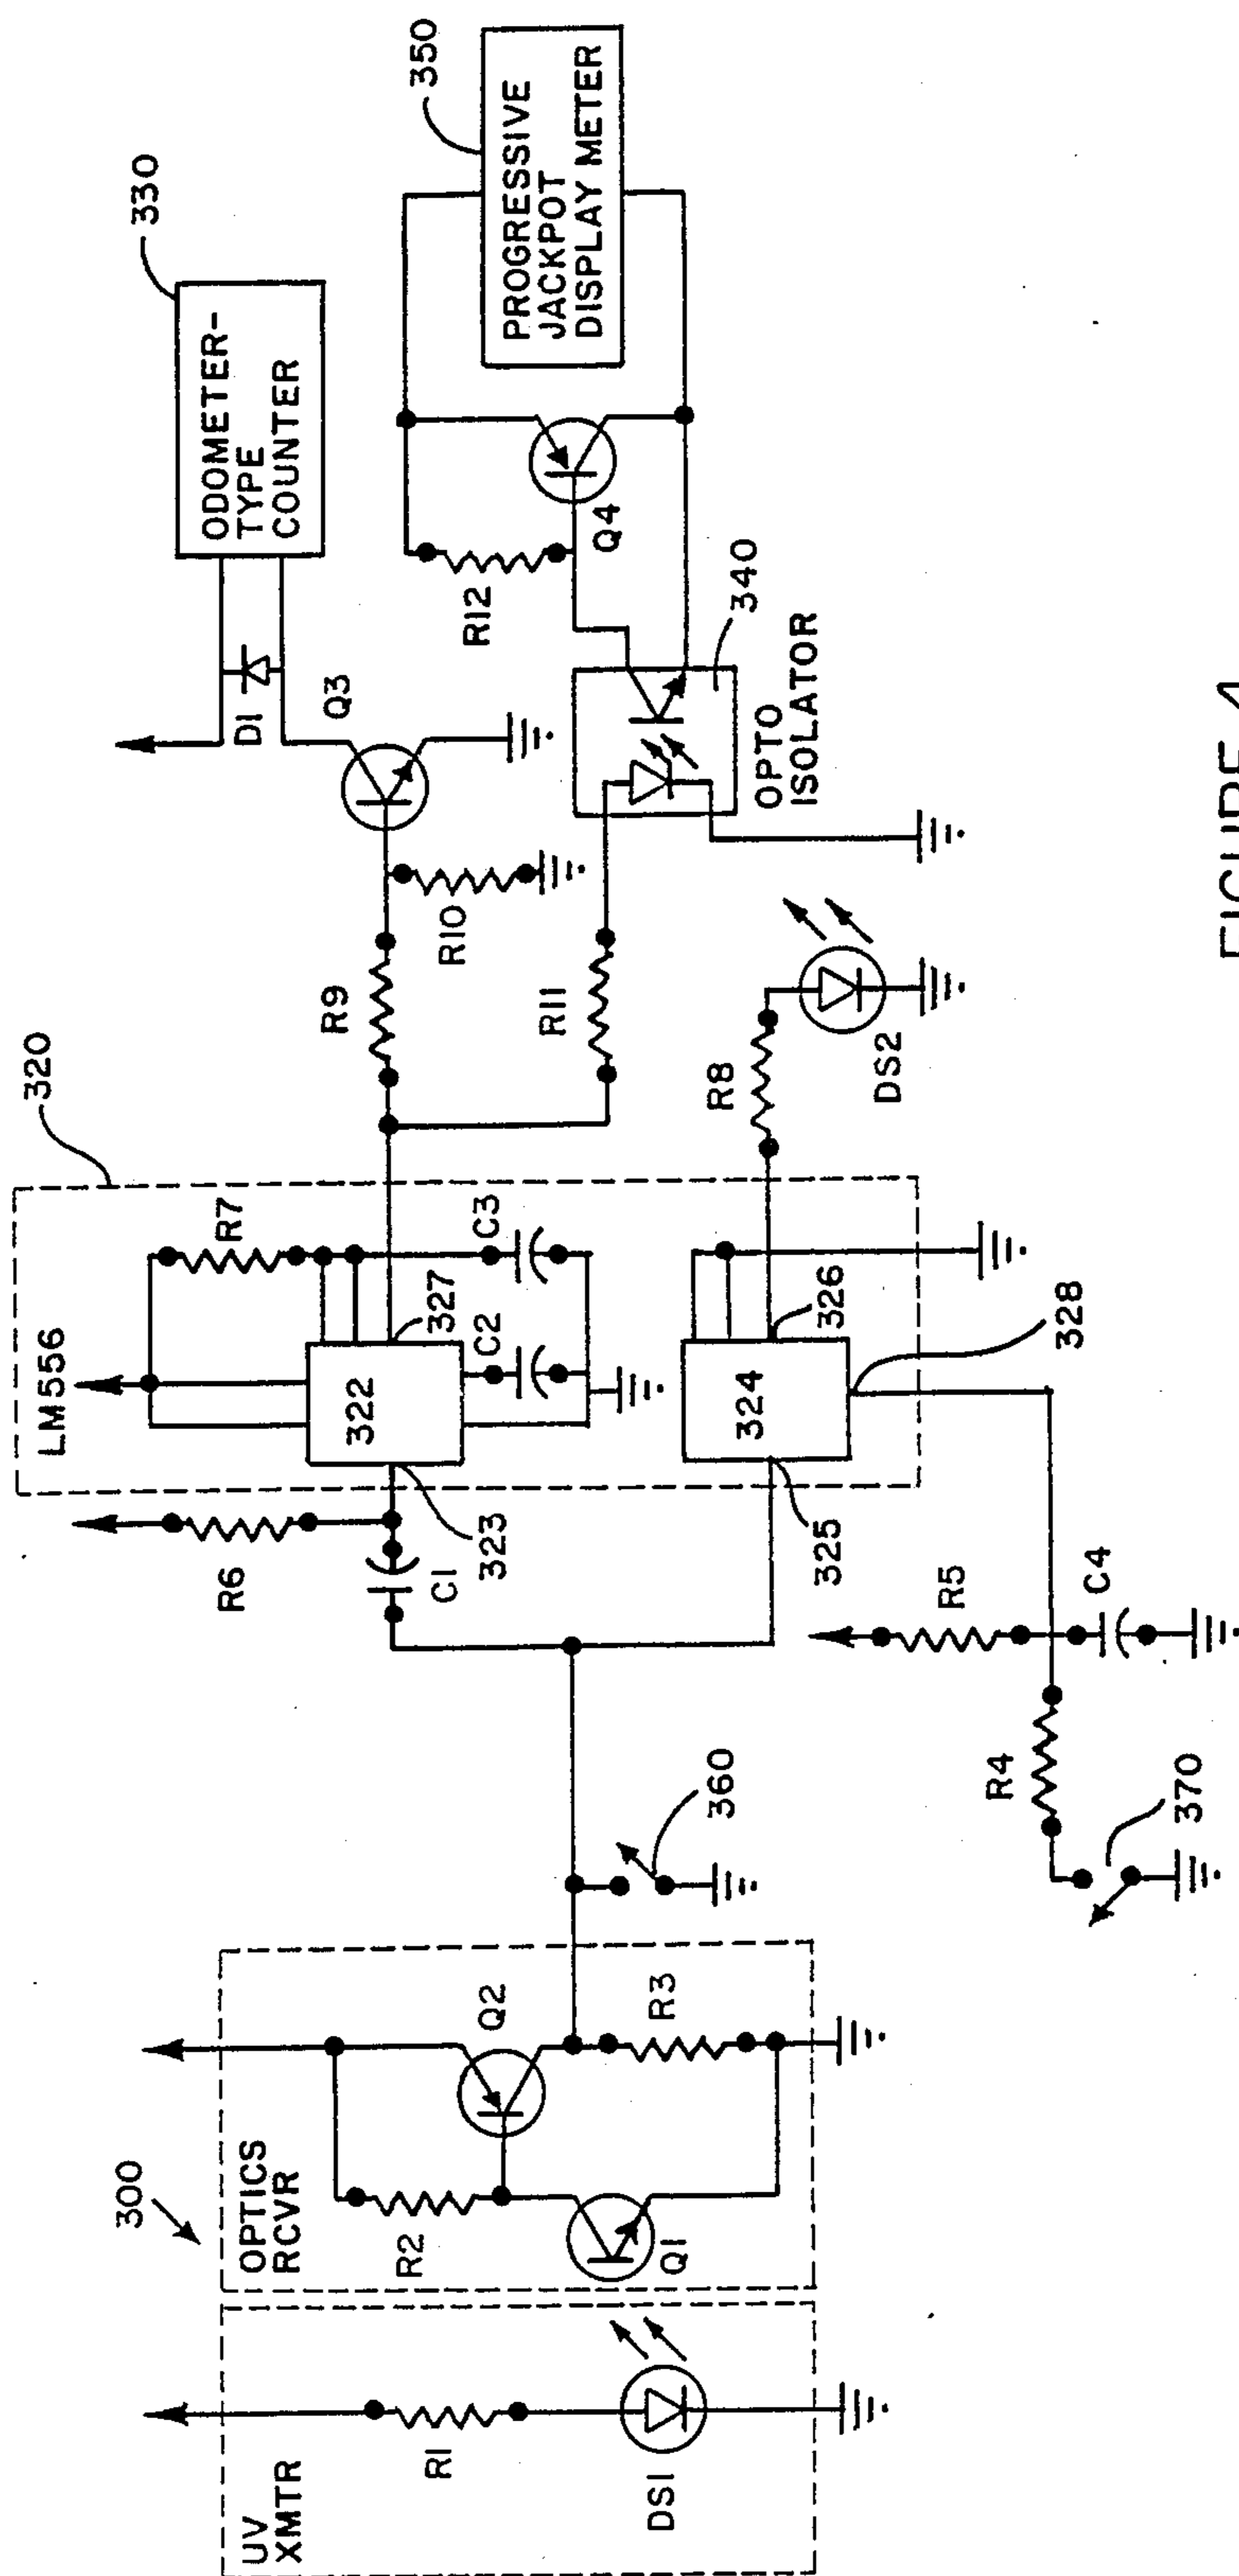 300
UV
XMTR
R1
DS1
OPTICS
RCVR
R2
Q1
Q2
R3
360
370
R4
R5
C4
R6
C1
323
325
320
LM556
322
R7
C2
C3
327
324
326
328
R8
DS2
R9
R10
R11
Q3
D1
330
ODOMETER-
TYPE
COUNTER
OPTO
ISOLATOR
340
R12
Q4
350
PROGRESSIVE
JACKPOT
DISPLAY METER
FIGURE 4